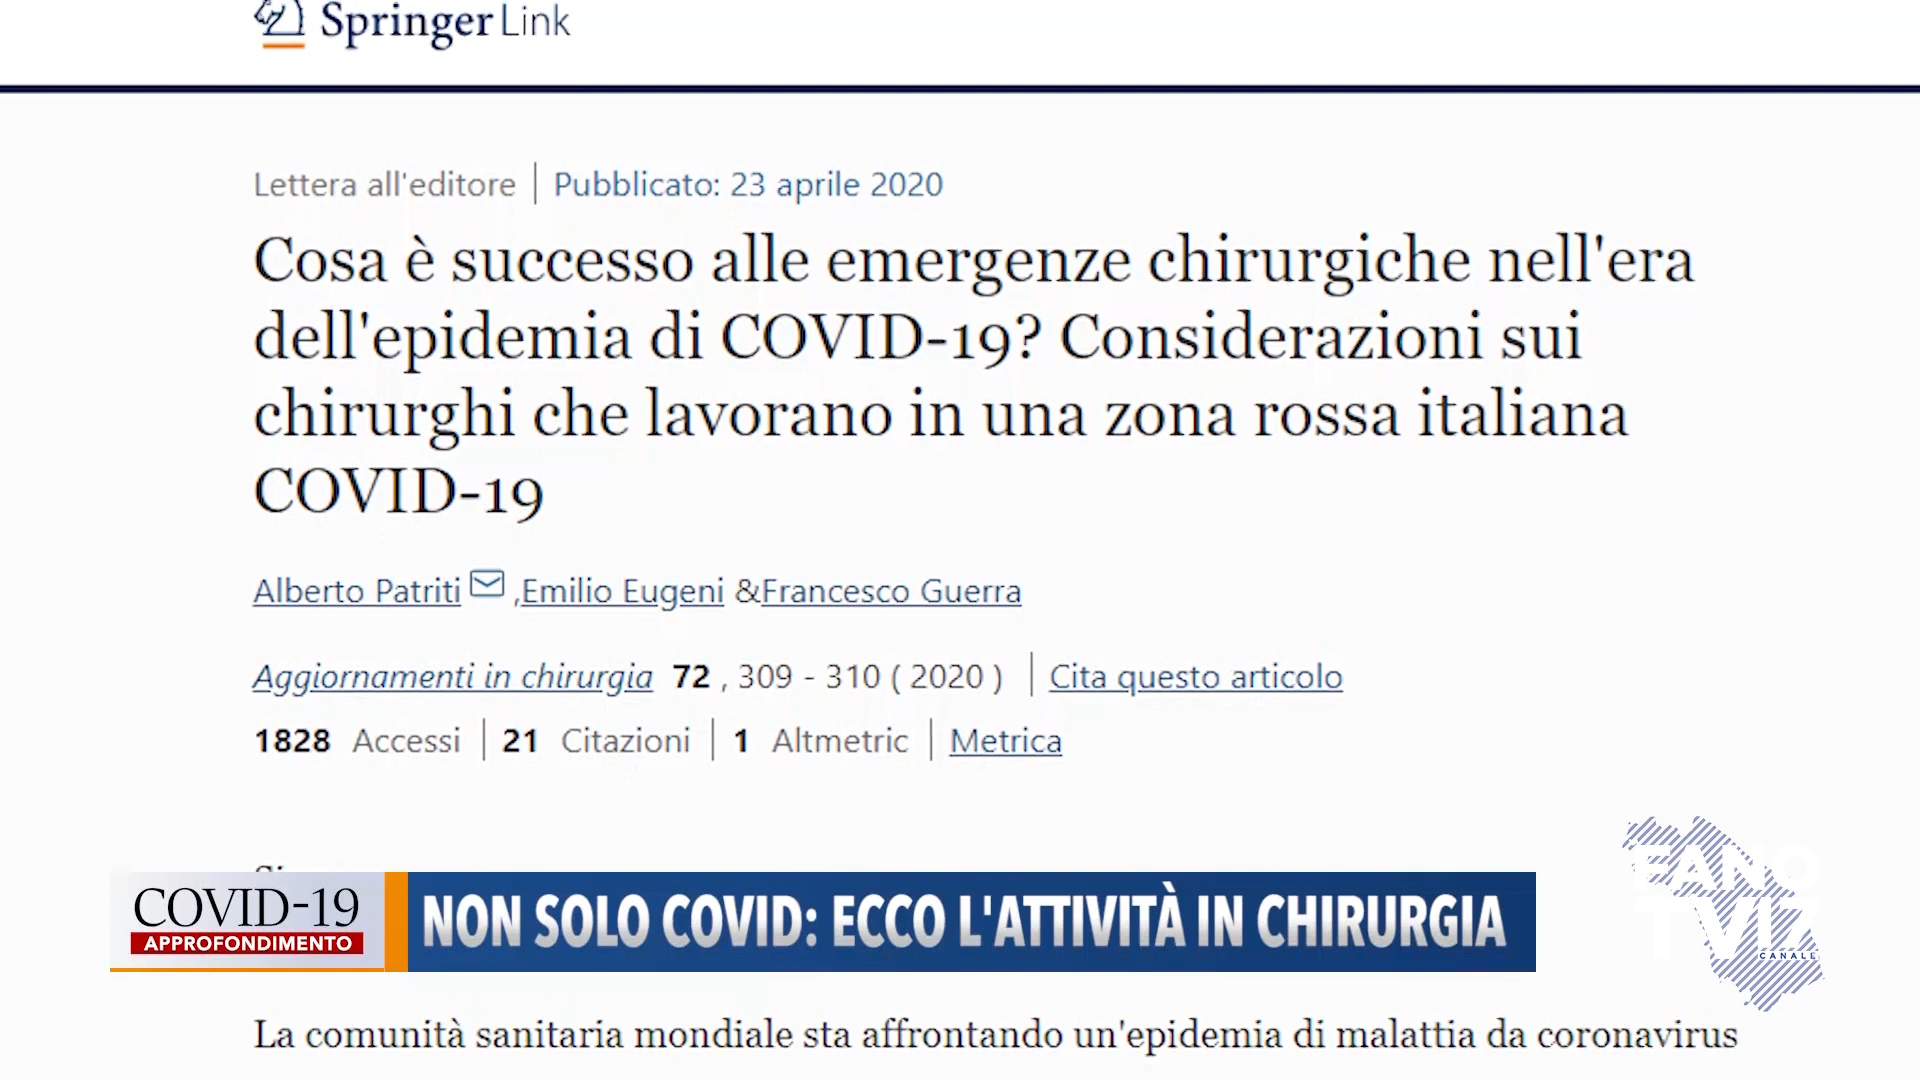 Springer Link
Lettera all'editore | Pubblicato: 23 aprile 2020
Cosa è successo alle emergenze chirurgiche nell'era
dell'epidemia di COVID-19? Considerazioni sui
chirurghi che lavorano in una zona rossa italiana
COVID-19
Alberto Patriti ,Emilio Eugeni &Francesco Guerra
Aggiornamenti in chirurgia 72 , 309 - 310 ( 2020 ) | Cita questo articolo
1828 Accessi | 21 Citazioni | 1 Altmetric | Metrica
COVID-19
APPROFONDIMENTO
NON SOLO COVID: ECCO L'ATTIVITÀ IN CHIRURGIA
FANO
TV
CANALE
La comunità sanitaria mondiale sta affrontando un'epidemia di malattia da coronavirus